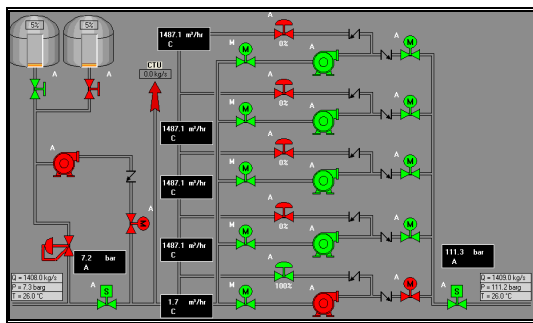 5%
5%
A
A
CTU
0.0 kg/s
A
A
7.2 bar
A
Q = 1408.0 kg/s
P = 7.3 barg
T = 26.0 °C
A
S
1487.1 m³/hr
C
A
0%
M
M
A
A
M
1487.1 m³/hr
C
A
0%
M
M
A
A
M
1487.1 m³/hr
C
A
0%
M
M
A
A
M
1487.1 m³/hr
C
A
0%
M
M
A
A
M
1.7 m³/hr
C
A
100%
M
M
A
A
M
111.3 bar
A
A
S
Q = 1409.0 kg/s
P = 111.2 barg
T = 26.0 °C